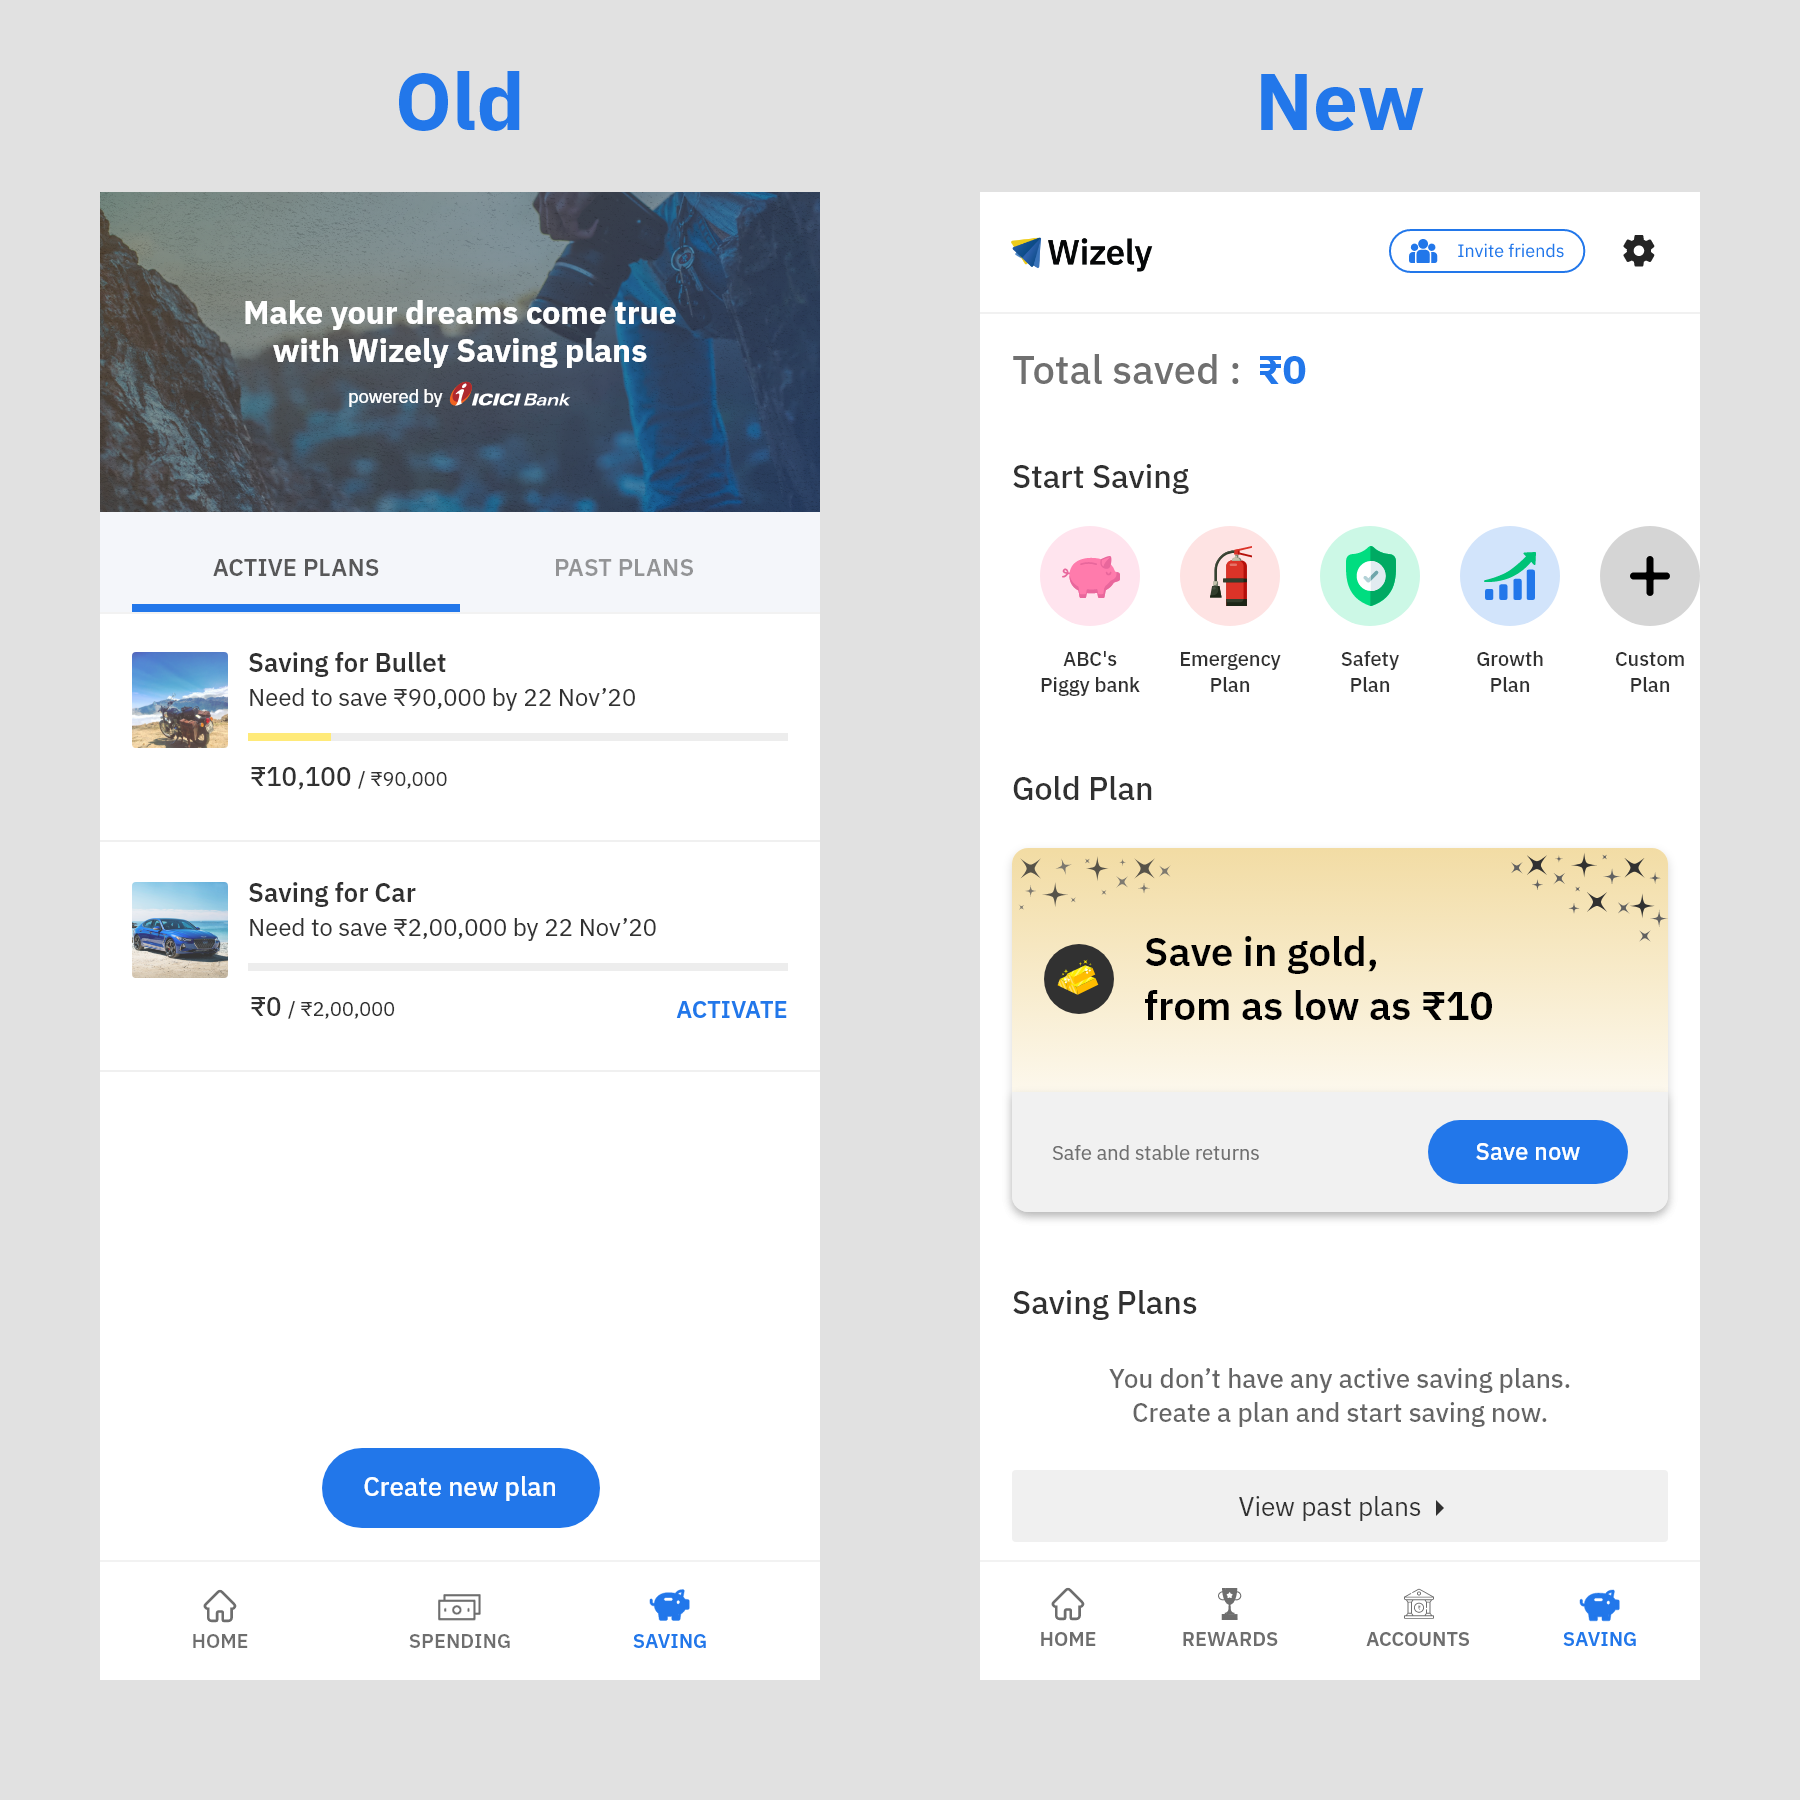 Old
Make your dreams come true
with Wizely Saving plans
powered by ICICI Bank
ACTIVE PLANS
PAST PLANS
Saving for Bullet
Need to save ₹90,000 by 22 Nov’20
₹10,100 / ₹90,000
Saving for Car
Need to save ₹2,00,000 by 22 Nov’20
₹0 / ₹2,00,000
ACTIVATE
Create new plan
HOME
SPENDING
SAVING
New
Wizely
Invite friends
Total saved : ₹0
Start Saving
ABC's
Piggy bank
Emergency
Plan
Safety
Plan
Growth
Plan
Custom
Plan
Gold Plan
Save in gold,
from as low as ₹10
Safe and stable returns
Save now
Saving Plans
You don’t have any active saving plans.
Create a plan and start saving now.
View past plans
HOME
REWARDS
ACCOUNTS
SAVING